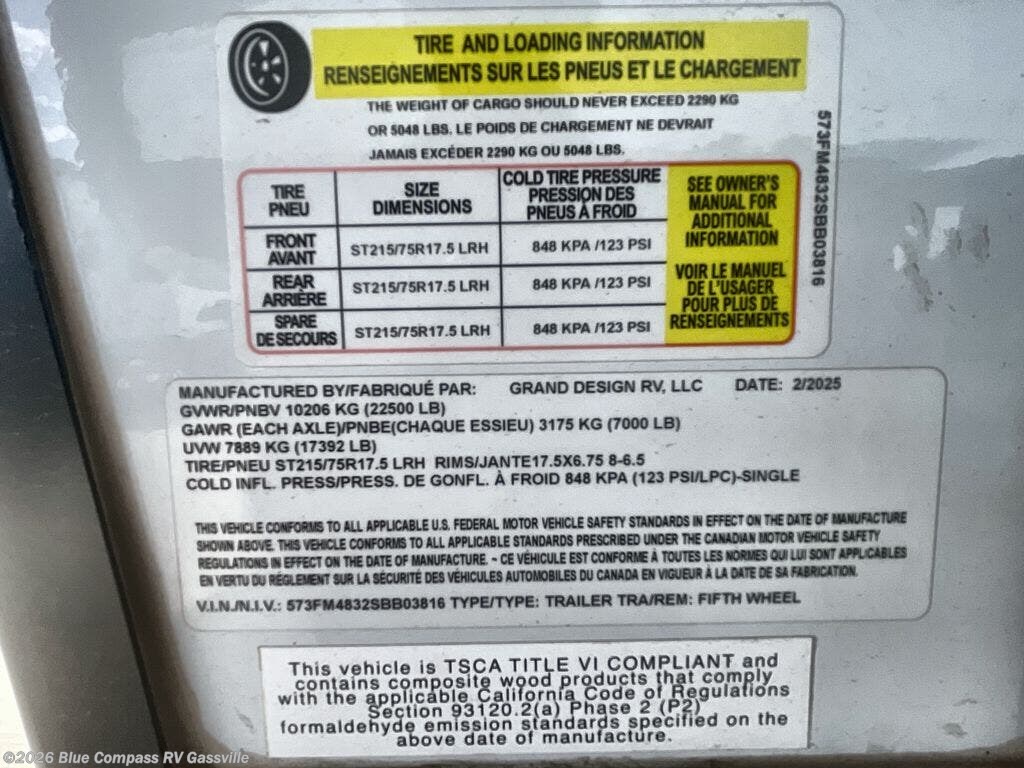 TIRE AND LOADING INFORMATION
RENSEIGNEMENTS SUR LES PNEUS ET LE CHARGEMENT
THE WEIGHT OF CARGO SHOULD NEVER EXCEED 2290 KG
OR 5048 LBS. LE POIDS DE CHARGEMENT NE DEVRAIT
JAMAIS EXCÉDER 2290 KG OU 5048 LBS.
TIRE
PNEU
SIZE
DIMENSIONS
COLD TIRE PRESSURE
PRESSION DES
PNEUS À FROID
FRONT
AVANT
ST215/75R17.5 LRH
848 KPA /123 PSI
REAR
ARRIÈRE
ST215/75R17.5 LRH
848 KPA /123 PSI
SPARE
DE SECOURS
ST215/75R17.5 LRH
848 KPA /123 PSI
SEE OWNER'S
MANUAL FOR
ADDITIONAL
INFORMATION
VOIR LE MANUEL
DE L'USAGER
POUR PLUS DE
RENSEIGNEMENTS
573FM4832SBB03816
MANUFACTURED BY/FABRIQUÉ PAR: GRAND DESIGN RV, LLC DATE: 2/2025
GVWR/PNBV 10206 KG (22500 LB)
GAWR (EACH AXLE)/PNBE(CHAQUE ESSIEU) 3175 KG (7000 LB)
UVW 7889 KG (17392 LB)
TIRE/PNEU ST215/75R17.5 LRH RIMS/JANTE17.5X6.75 8-6.5
COLD INFL. PRESS/PRESS. DE GONFL. À FROID 848 KPA (123 PSI/LPC)-SINGLE
THIS VEHICLE CONFORMS TO ALL APPLICABLE U.S. FEDERAL MOTOR VEHICLE SAFETY STANDARDS IN EFFECT ON THE DATE OF MANUFACTURE
SHOWN ABOVE. THIS VEHICLE CONFORMS TO ALL APPLICABLE STANDARDS PRESCRIBED UNDER THE CANADIAN MOTOR VEHICLE SAFETY
REGULATIONS IN EFFECT ON THE DATE OF MANUFACTURE. ~ CE VÉHICULE EST CONFORME À TOUTES LES NORMES QUI LUI SONT APPLICABLES
EN VERTU DU RÈGLEMENT SUR LA SÉCURITÉ DES VÉHICULES AUTOMOBILES DU CANADA EN VIGUEUR À LA DATE DE SA FABRICATION.
V.I.N./N.I.V.: 573FM4832SBB03816 TYPE/TYPE: TRAILER TRA/REM: FIFTH WHEEL
This vehicle is TSCA TITLE VI COMPLIANT and
contains composite wood products that comply
with the applicable California Code of Regulations
Section 93120.2(a) Phase 2 (P2)
formaldehyde emission standards specified on the
above date of manufacture.
©2026 Blue Compass RV Gassville